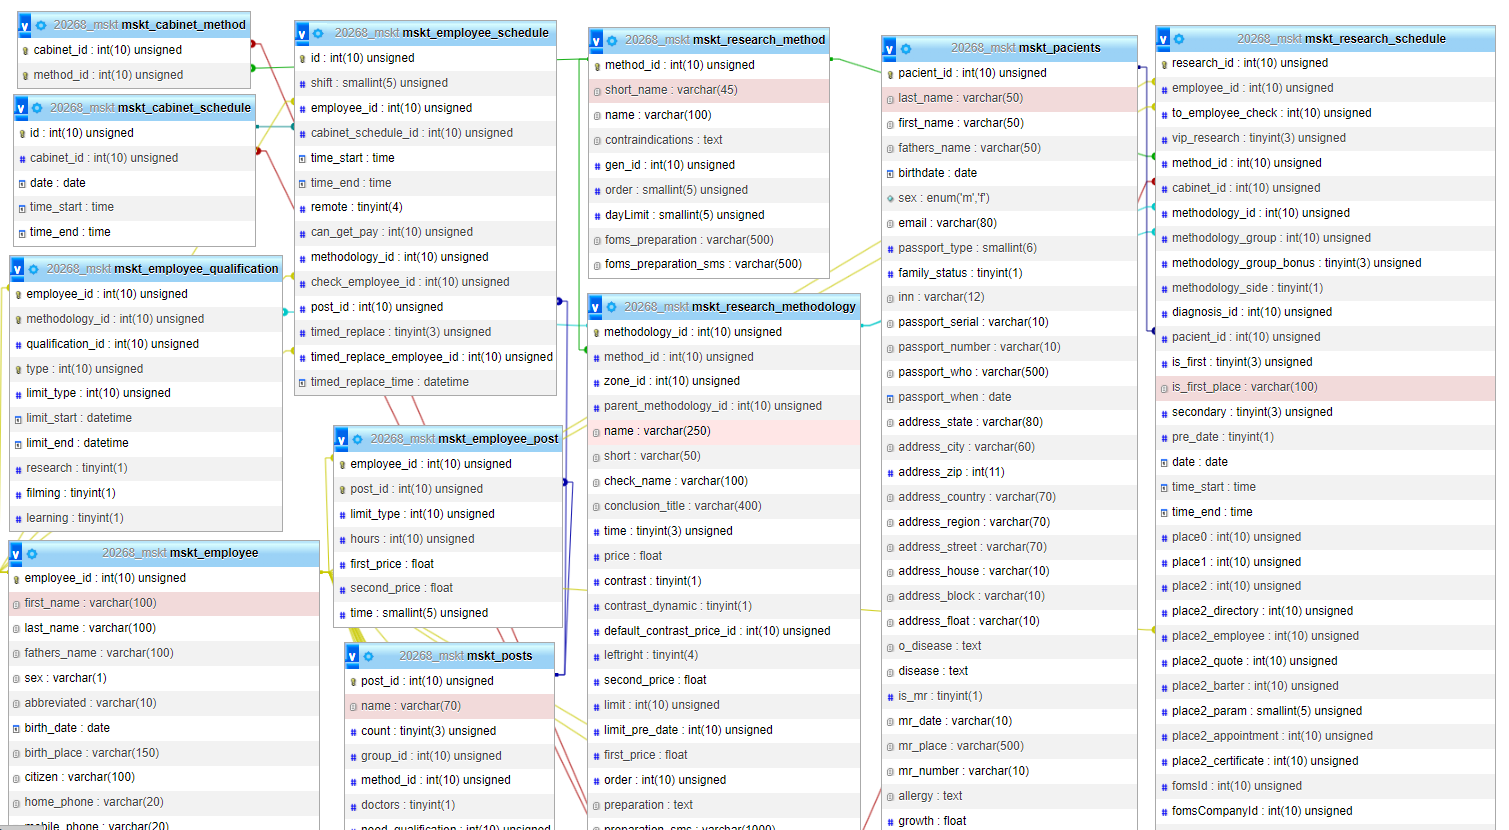 20268_mskt mskt_cabinet_method
cabinet_id : int(10) unsigned
method_id : int(10) unsigned
20268_mskt mskt_cabinet_schedule
id : int(10) unsigned
cabinet_id : int(10) unsigned
date : date
time_start : time
time_end : time
20268_mskt mskt_employee_qualification
employee_id : int(10) unsigned
methodology_id : int(10) unsigned
qualification_id : int(10) unsigned
type : int(10) unsigned
limit_type : int(10) unsigned
limit_start : datetime
limit_end : datetime
research : tinyint(1)
filming : tinyint(1)
learning : tinyint(1)
20268_mskt mskt_employee
employee_id : int(10) unsigned
first_name : varchar(100)
last_name : varchar(100)
fathers_name : varchar(100)
sex : varchar(1)
abbreviated : varchar(10)
birth_date : date
birth_place : varchar(150)
citizen : varchar(100)
home_phone : varchar(20)
mobile_phone : varchar(20)
20268_mskt mskt_employee_schedule
id : int(10) unsigned
shift : smallint(5) unsigned
employee_id : int(10) unsigned
cabinet_schedule_id : int(10) unsigned
time_start : time
time_end : time
remote : tinyint(4)
can_get_pay : int(10) unsigned
methodology_id : int(10) unsigned
check_employee_id : int(10) unsigned
post_id : int(10) unsigned
timed_replace : tinyint(3) unsigned
timed_replace_employee_id : int(10) unsigned
timed_replace_time : datetime
20268_mskt mskt_employee_post
employee_id : int(10) unsigned
post_id : int(10) unsigned
limit_type : int(10) unsigned
hours : int(10) unsigned
first_price : float
second_price : float
time : smallint(5) unsigned
20268_mskt mskt_posts
post_id : int(10) unsigned
name : varchar(70)
count : tinyint(3) unsigned
group_id : int(10) unsigned
method_id : int(10) unsigned
doctors : tinyint(1)
need_qualification : int(10) unsigned
20268_mskt mskt_research_method
method_id : int(10) unsigned
short_name : varchar(45)
name : varchar(100)
contraindications : text
gen_id : int(10) unsigned
order : smallint(5) unsigned
dayLimit : smallint(5) unsigned
foms_preparation : varchar(500)
foms_preparation_sms : varchar(500)
20268_mskt mskt_research_methodology
methodology_id : int(10) unsigned
method_id : int(10) unsigned
zone_id : int(10) unsigned
parent_methodology_id : int(10) unsigned
name : varchar(250)
short : varchar(50)
check_name : varchar(100)
conclusion_title : varchar(400)
time : tinyint(3) unsigned
price : float
contrast : tinyint(1)
contrast_dynamic : tinyint(1)
default_contrast_price_id : int(10) unsigned
leftright : tinyint(4)
second_price : float
limit : int(10) unsigned
limit_pre_date : int(10) unsigned
first_price : float
order : int(10) unsigned
preparation : text
preparation_sms : varchar(1000)
20268_mskt mskt_pacients
pacient_id : int(10) unsigned
last_name : varchar(50)
first_name : varchar(50)
fathers_name : varchar(50)
birthdate : date
sex : enum('m','f')
email : varchar(80)
passport_type : smallint(6)
family_status : tinyint(1)
inn : varchar(12)
passport_serial : varchar(10)
passport_number : varchar(10)
passport_who : varchar(500)
passport_when : date
address_state : varchar(80)
address_city : varchar(60)
address_zip : int(11)
address_country : varchar(70)
address_region : varchar(70)
address_street : varchar(70)
address_house : varchar(10)
address_block : varchar(10)
address_float : varchar(10)
o_disease : text
disease : text
is_mr : tinyint(1)
mr_date : varchar(10)
mr_place : varchar(500)
mr_number : varchar(10)
allergy : text
growth : float
20268_mskt mskt_research_schedule
research_id : int(10) unsigned
employee_id : int(10) unsigned
to_employee_check : int(10) unsigned
vip_research : tinyint(3) unsigned
method_id : int(10) unsigned
cabinet_id : int(10) unsigned
methodology_id : int(10) unsigned
methodology_group : int(10) unsigned
methodology_group_bonus : tinyint(3) unsigned
methodology_side : tinyint(1)
diagnosis_id : int(10) unsigned
pacient_id : int(10) unsigned
is_first : tinyint(3) unsigned
is_first_place : varchar(100)
secondary : tinyint(3) unsigned
pre_date : tinyint(1)
date : date
time_start : time
time_end : time
place0 : int(10) unsigned
place1 : int(10) unsigned
place2 : int(10) unsigned
place2_directory : int(10) unsigned
place2_employee : int(10) unsigned
place2_quote : int(10) unsigned
place2_barter : int(10) unsigned
place2_param : smallint(5) unsigned
place2_appointment : int(10) unsigned
place2_certificate : int(10) unsigned
fomsId : int(10) unsigned
fomsCompanyId : int(10) unsigned